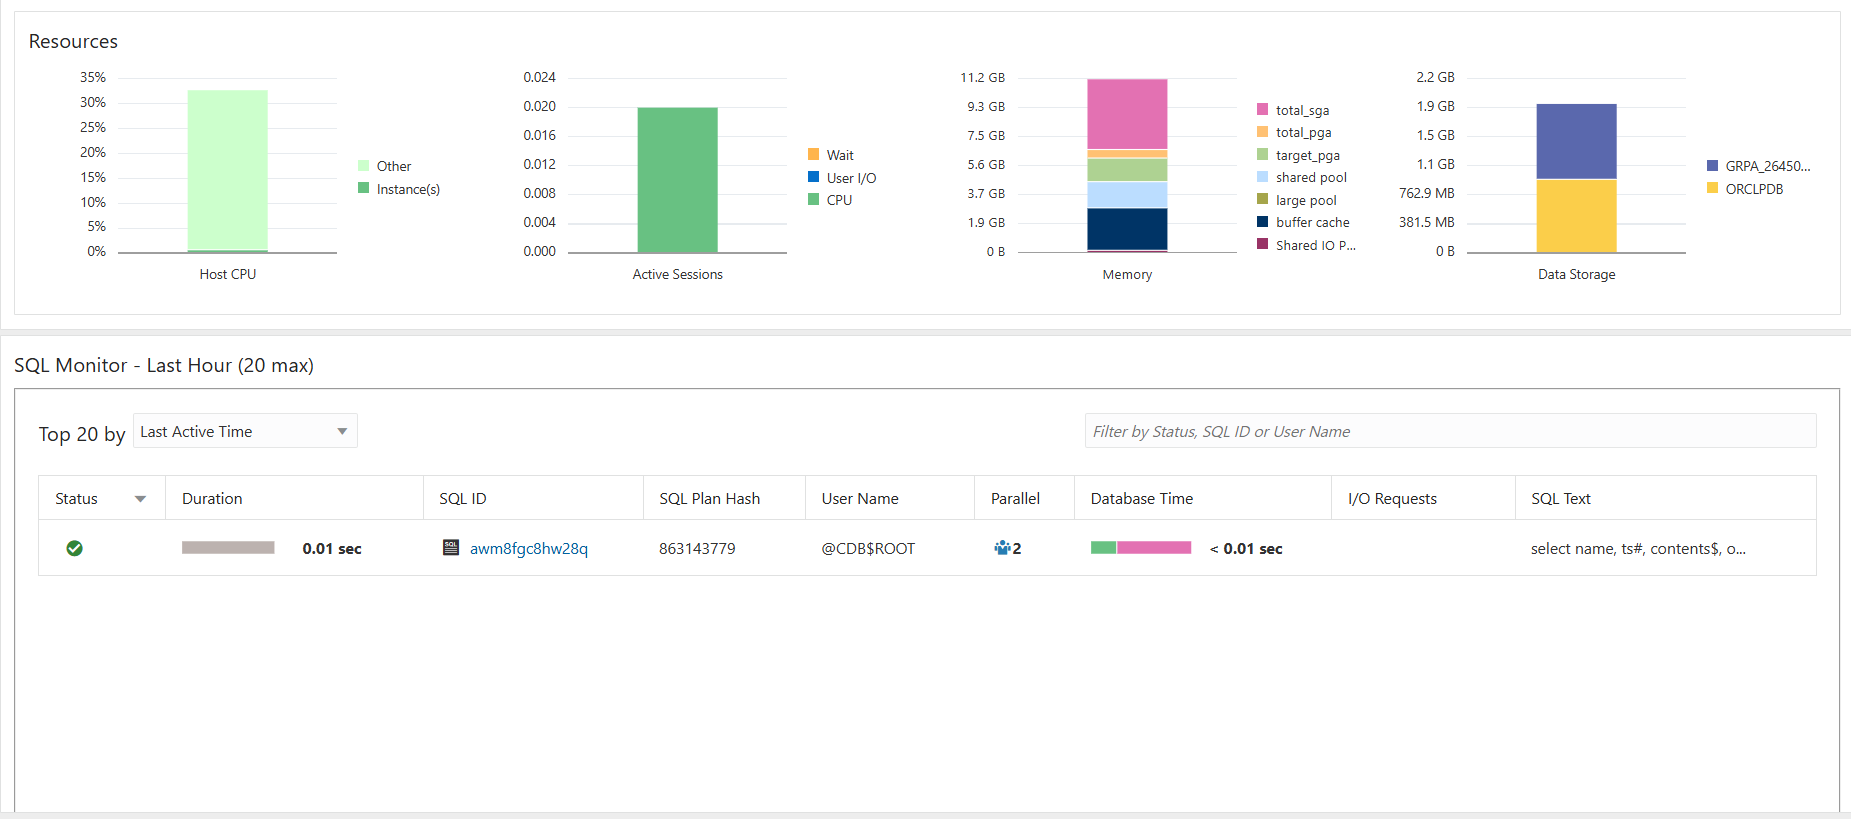 Resources
35%
30%
25%
20%
15%
10%
5%
0%
Host CPU
Other
Instance(s)
0.024
0.020
0.016
0.012
0.008
0.004
0.000
Active Sessions
Wait
User I/O
CPU
11.2 GB
9.3 GB
7.5 GB
5.6 GB
3.7 GB
1.9 GB
0 B
Memory
total_sga
total_pga
target_pga
shared pool
large pool
buffer cache
Shared IO P...
2.2 GB
1.9 GB
1.5 GB
1.1 GB
762.9 MB
381.5 MB
0 B
Data Storage
GRPA_26450...
ORCLPDB
SQL Monitor - Last Hour (20 max)
Top 20 by Last Active Time
Filter by Status, SQL ID or User Name
Status Duration SQL ID SQL Plan Hash User Name Parallel Database Time I/O Requests SQL Text
0.01 sec SQL awm8fgc8hw28q 863143779 @CDB$ROOT 2 < 0.01 sec select name, ts#, contents$, o...